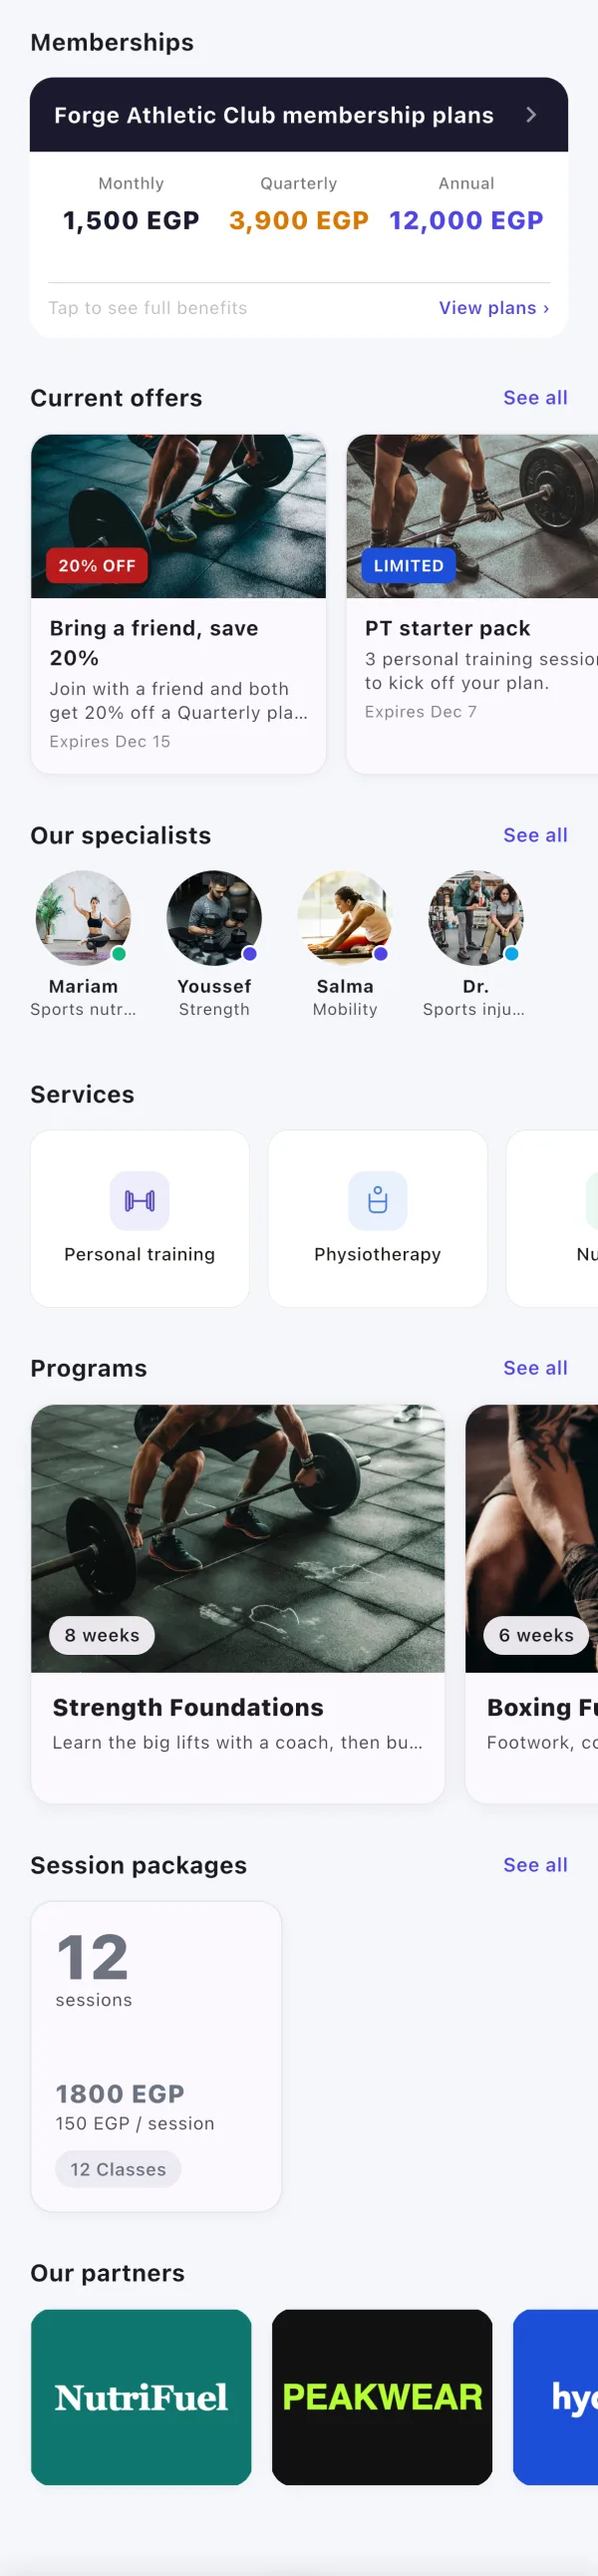 Memberships
Forge Athletic Club membership plans
Monthly
Quarterly
Annual
1,500 EGP
3,900 EGP
12,000 EGP
Tap to see full benefits
View plans ›
Current offers
See all
20% OFF
LIMITED
Bring a friend, save
20%
Join with a friend and both
get 20% off a Quarterly pla...
Expires Dec 15
PT starter pack
3 personal training session
to kick off your plan.
Expires Dec 7
Our specialists
See all
Mariam
Sports nutr...
Youssef
Strength
Salma
Mobility
Dr.
Sports inju...
Services
Personal training
Physiotherapy
Nu
Programs
See all
8 weeks
6 weeks
Strength Foundations
Learn the big lifts with a coach, then bu...
Boxing Fu
Footwork, co
Session packages
See all
12
sessions
1800 EGP
150 EGP / session
12 Classes
Our partners
NutriFuel
PEAKWEAR
hyd